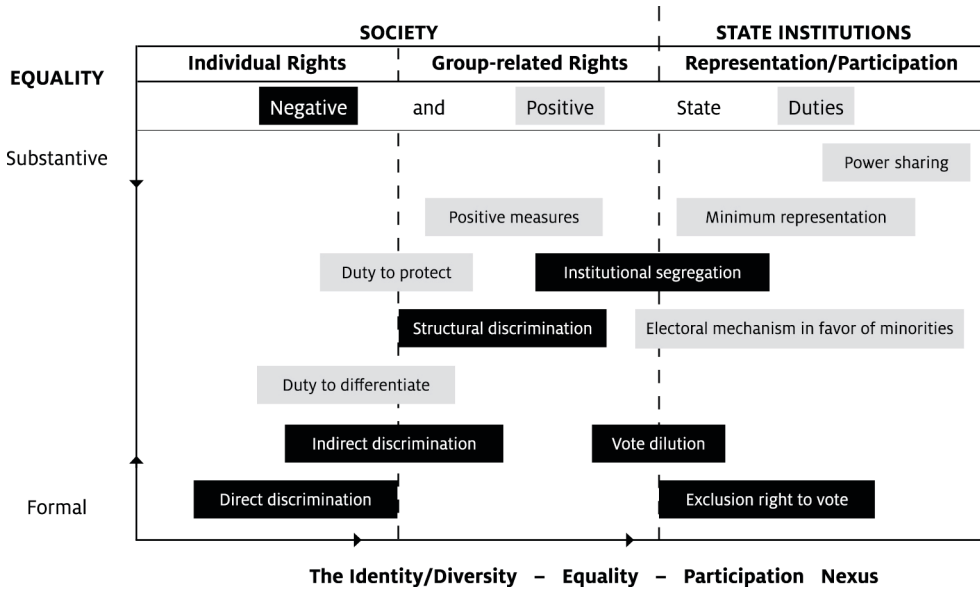 SOCIETY STATE INSTITUTIONS
EQUALITY
Individual Rights Group-related Rights Representation/Participation
Negative and Positive State Duties
Substantive
Power sharing
Positive measures Minimum representation
Duty to protect Institutional segregation
Structural discrimination Electoral mechanism in favor of minorities
Duty to differentiate
Indirect discrimination Vote dilution
Formal
Direct discrimination Exclusion right to vote
The Identity/Diversity – Equality – Participation Nexus